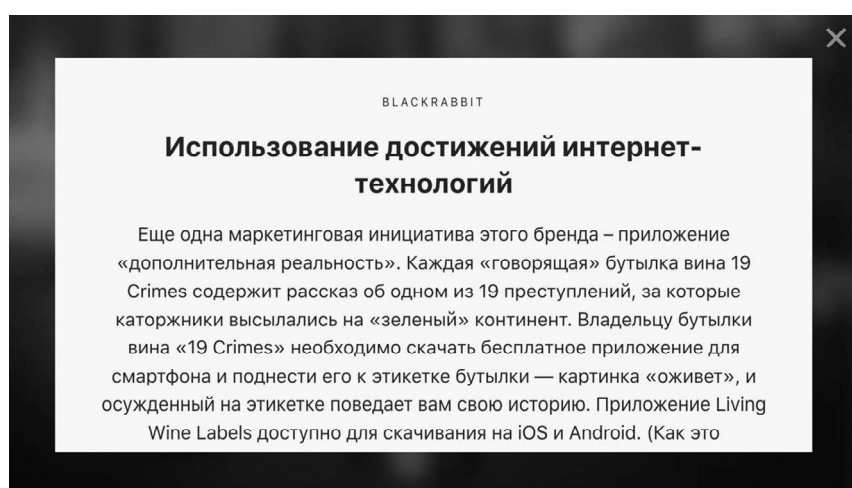 BLACKRABBIT
Использование достижений интернет-
технологий
Еще одна маркетинговая инициатива этого бренда – приложение
«дополнительная реальность». Каждая «говорящая» бутылка вина 19
Crimes содержит рассказ об одном из 19 преступлений, за которые
каторжники высылались на «зеленый» континент. Владельцу бутылки
вина «19 Crimes» необходимо скачать бесплатное приложение для
смартфона и поднести его к этикетке бутылки — картинка «оживет», и
осужденный на этикетке поведает вам свою историю. Приложение Living
Wine Labels доступно для скачивания на iOS и Android. (Как это